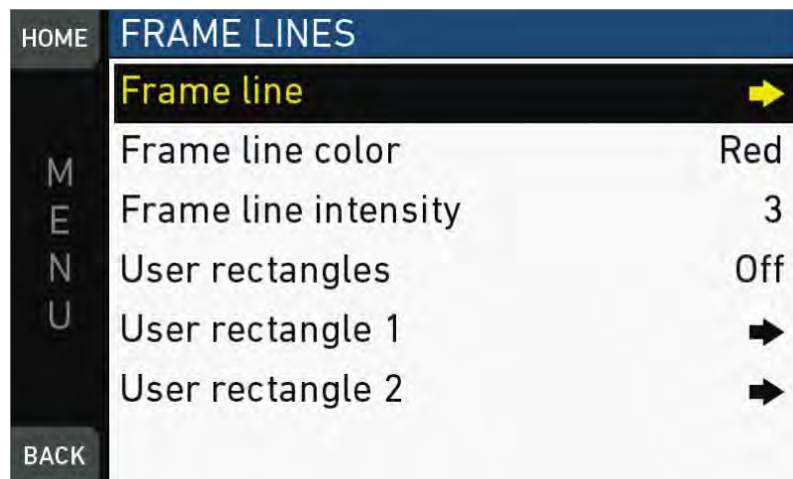 HOME
FRAME LINES
Frame line
Frame line color Red
Frame line intensity 3
User rectangles Off
User rectangle 1
User rectangle 2
MENU
BACK